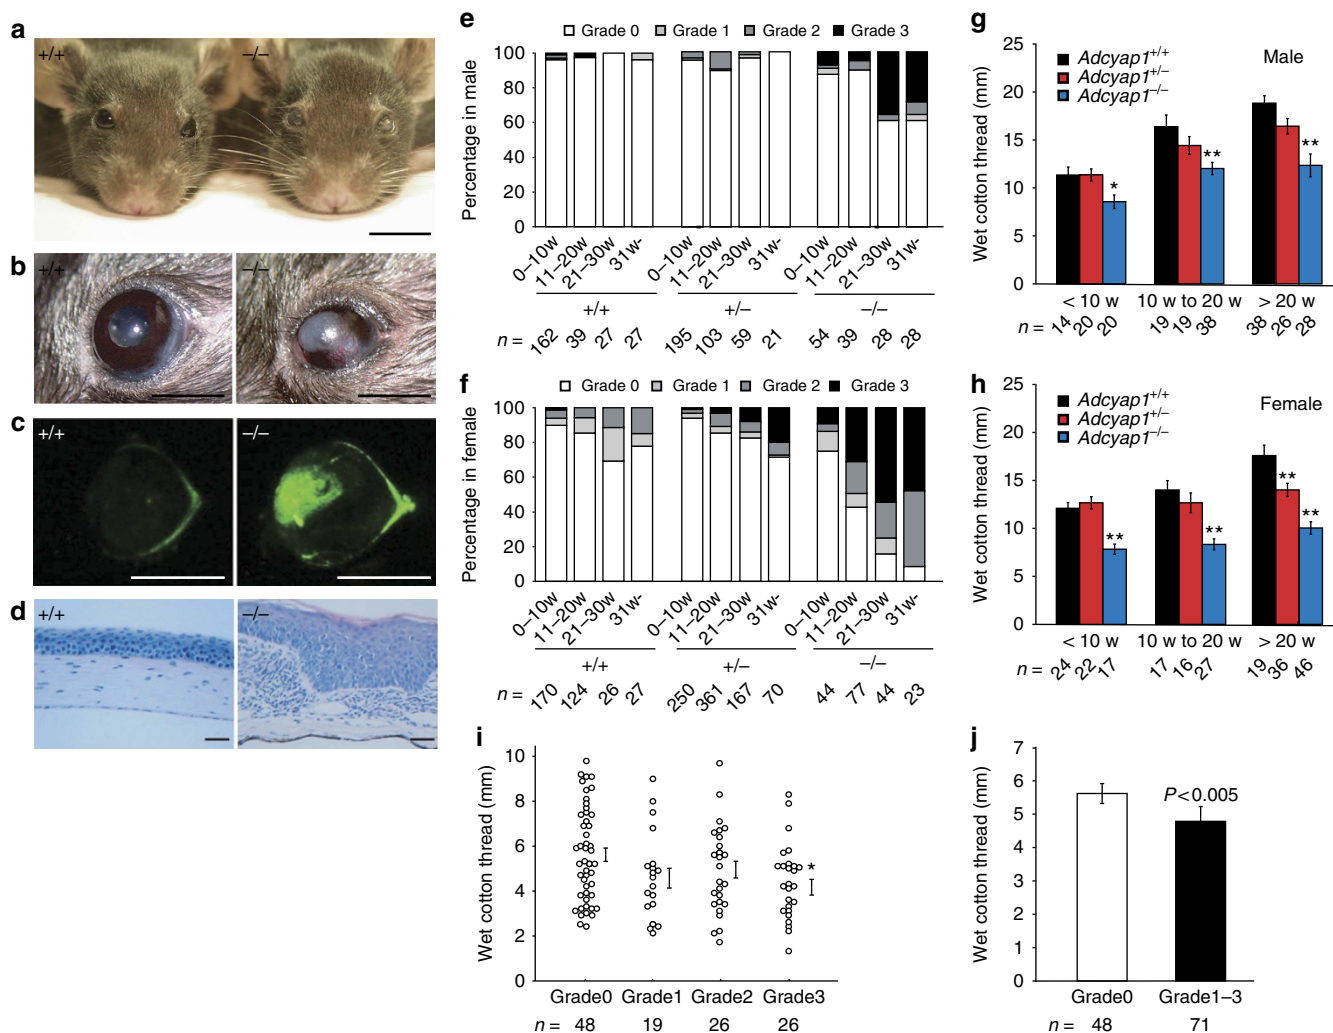 a
+/+
−/−
b
+/+
−/−
c
+/+
−/−
d
+/+
−/−
e
Grade 0 Grade 1 Grade 2 Grade 3
Percentage in male
100
80
60
40
20
0
0–10w 11–20w 21–30w 31w- 0–10w 11–20w 21–30w 31w- 0–10w 11–20w 21–30w 31w-
+/+ +/− −/−
n = 162 39 27 27 195 103 59 21 54 39 28 28
f
Grade 0 Grade 1 Grade 2 Grade 3
Percentage in female
100
80
60
40
20
0
0–10w 11–20w 21–30w 31w- 0–10w 11–20w 21–30w 31w- 0–10w 11–20w 21–30w 31w-
+/+ +/− −/−
n = 170 124 26 27 250 361 167 70 44 77 44 23
g
Wet cotton thread (mm)
25
20
15
10
5
0
Adcyap1+/+
Adcyap1+/−
Adcyap1−/−
Male
* ** **
< 10 w 10 w to 20 w > 20 w
n = 14 20 20 19 19 38 38 26 28
h
Wet cotton thread (mm)
25
20
15
10
5
0
Adcyap1+/+
Adcyap1+/−
Adcyap1−/−
Female
** ** ** **
< 10 w 10 w to 20 w > 20 w
n = 24 22 17 17 16 27 19 36 46
i
Wet cotton thread (mm)
10
8
6
4
2
0
*
Grade0 Grade1 Grade2 Grade3
n = 48 19 26 26
j
Wet cotton thread (mm)
7
6
5
4
3
2
1
0
P<0.005
Grade0 Grade1–3
n = 48 71